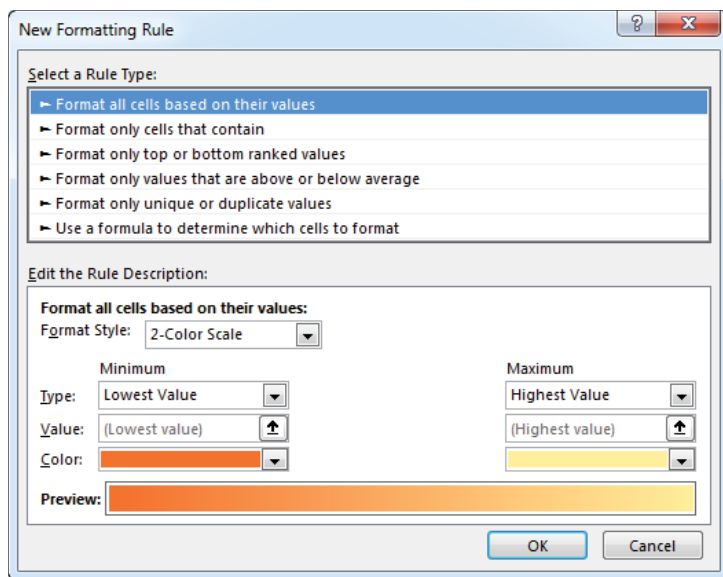 New Formatting Rule
Select a Rule Type:
► Format all cells based on their values
► Format only cells that contain
► Format only top or bottom ranked values
► Format only values that are above or below average
► Format only unique or duplicate values
► Use a formula to determine which cells to format
Edit the Rule Description:
Format all cells based on their values:
Format Style: 2-Color Scale
Minimum Maximum
Type: Lowest Value Highest Value
Value: (Lowest value) (Highest value)
Color:
Preview:
OK Cancel